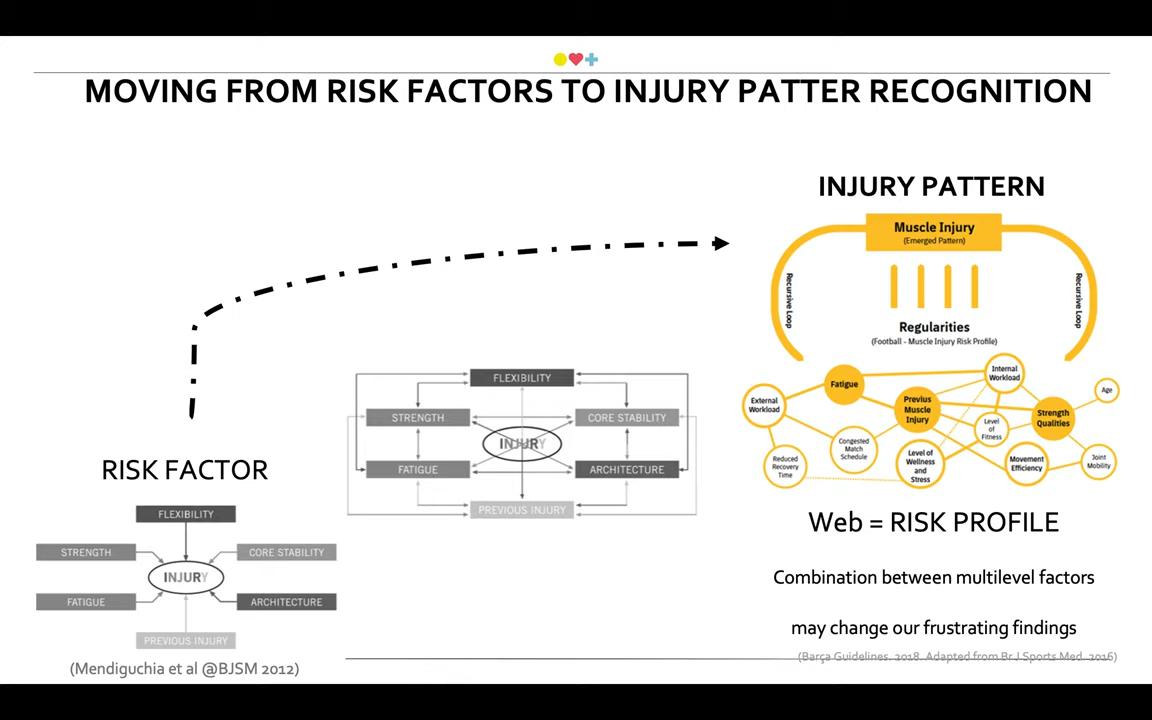 MOVING FROM RISK FACTORS TO INJURY PATTER RECOGNITION
INJURY PATTERN
Muscle Injury
(Emerged Pattern)
Recursive Loop
Recursive Loop
Regularities
(Football - Muscle Injury Risk Profile)
External
Workload
Fatigue
Previus
Muscle
Injury
Internal
Workload
Level
of
Fitness
Strength
Qualities
Age
Reduced
Recovery
Time
Congested
Match
Schedule
Level of
Wellness
and
Stress
Movement
Efficiency
Joint
Mobility
Web = RISK PROFILE
Combination between multilevel factors
may change our frustrating findings
(Barça Guidelines. 2018. Adapted from Br J Sports Med. 2016)
FLEXIBILITY
STRENGTH
CORE STABILITY
INJURY
FATIGUE
ARCHITECTURE
PREVIOUS INJURY
RISK FACTOR
FLEXIBILITY
STRENGTH
CORE STABILITY
INJURY
FATIGUE
ARCHITECTURE
PREVIOUS INJURY
(Mendiguchia et al @BJSM 2012)